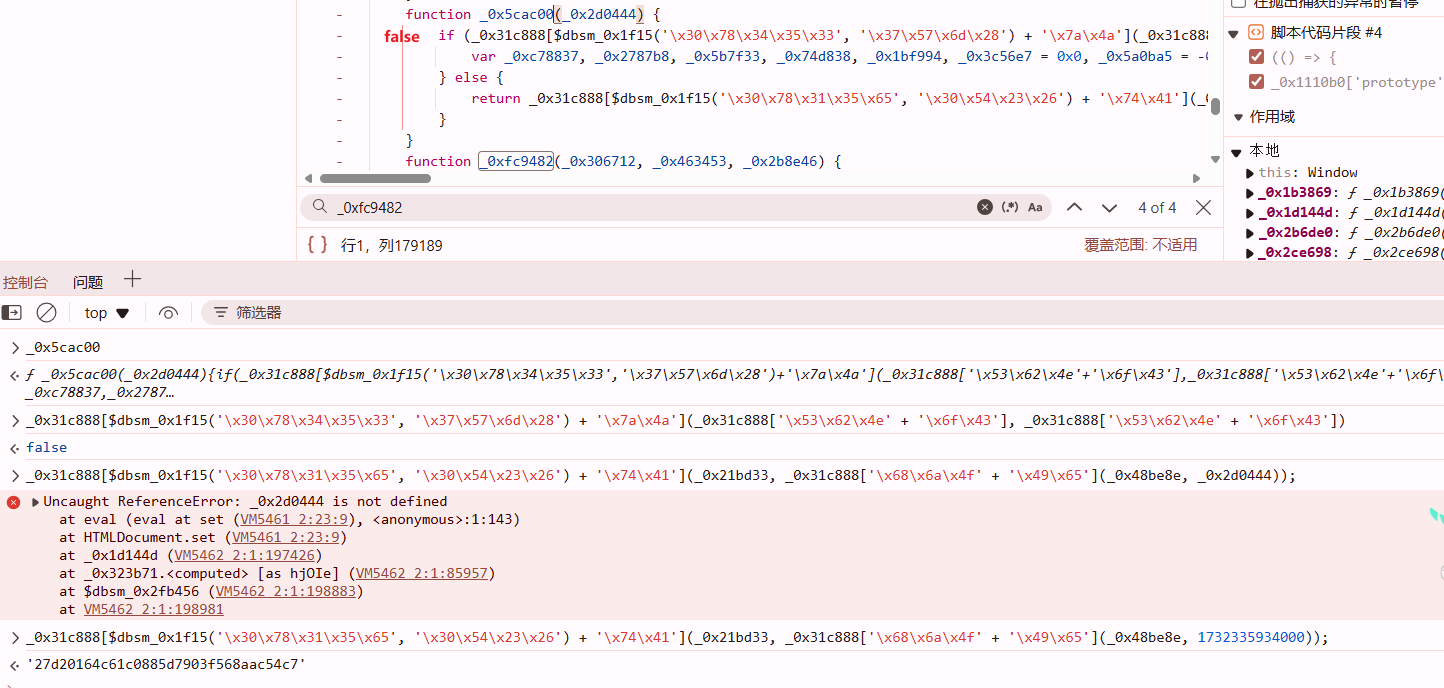 function _0x5cac00(_0x2d0444) {
false if (_0x31c888[$dbsm_0x1f15('\x30\x78\x34\x35\x33', '\x37\x57\x6d\x28') + '\x7a\x4a'](_0x31c888
var _0xc78837, _0x2787b8, _0x5b7f33, _0x74d838, _0x1bf994, _0x3c56e7 = 0x0, _0x5a0ba5 = -
} else {
return _0x31c888[$dbsm_0x1f15('\x30\x78\x31\x35\x65', '\x30\x54\x23\x26') + '\x74\x41'](_
}
}
function _0xfc9482(_0x306712, _0x463453, _0x2b8e46) {
_0xfc9482
(.*) Aa
4 of 4
{ } 行1，列179189
覆盖范围: 不适用
在抛出捕获的异常时暂停
脚本代码片段 #4
(() => {
_0x1110b0['prototype'
作用域
本地
this: Window
_0x1b3869: ƒ _0x1b3869(
_0x1d144d: ƒ _0x1d144d(
_0x2b6de0: ƒ _0x2b6de0(
_0x2ce698: ƒ _0x2ce698(
控制台 问题
top 筛选器
_0x5cac00
ƒ _0x5cac00(_0x2d0444){if(_0x31c888[$dbsm_0x1f15('\x30\x78\x34\x35\x33','\x37\x57\x6d\x28')+'\x7a\x4a'](_0x31c888['\x53\x62\x4e'+'\x6f\x43'],_0x31c888['\x53\x62\x4e'+'\x6f\
_0xc78837,_0x2787…
_0x31c888[$dbsm_0x1f15('\x30\x78\x34\x35\x33', '\x37\x57\x6d\x28') + '\x7a\x4a'](_0x31c888['\x53\x62\x4e' + '\x6f\x43'], _0x31c888['\x53\x62\x4e' + '\x6f\x43'])
false
_0x31c888[$dbsm_0x1f15('\x30\x78\x31\x35\x65', '\x30\x54\x23\x26') + '\x74\x41'](_0x21bd33, _0x31c888['\x68\x6a\x4f' + '\x49\x65'](_0x48be8e, _0x2d0444));
Uncaught ReferenceError: _0x2d0444 is not defined
at eval (eval at set (VM5461 2:23:9), <anonymous>:1:143)
at HTMLDocument.set (VM5461 2:23:9)
at _0x1d144d (VM5462 2:1:197426)
at _0x323b71.<computed> [as hjOIe] (VM5462 2:1:85957)
at $dbsm_0x2fb456 (VM5462 2:1:198883)
at VM5462 2:1:198981
_0x31c888[$dbsm_0x1f15('\x30\x78\x31\x35\x65', '\x30\x54\x23\x26') + '\x74\x41'](_0x21bd33, _0x31c888['\x68\x6a\x4f' + '\x49\x65'](_0x48be8e, 1732335934000));
'27d20164c61c0885d7903f568aac54c7'